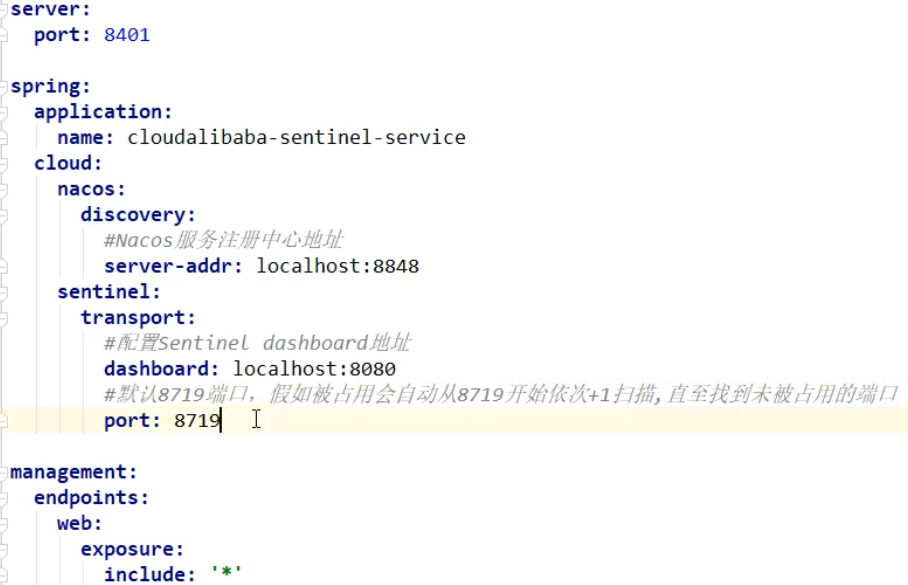 server:
port: 8401
spring:
application:
name: cloudalibaba-sentinel-service
cloud:
nacos:
discovery:
#Nacos服务注册中心地址
server-addr: localhost:8848
sentinel:
transport:
#配置Sentinel dashboard地址
dashboard: localhost:8080
#默认8719端口，假如被占用会自动从8719开始依次+1扫描,直至找到未被占用的端口
port: 8719
management:
endpoints:
web:
exposure:
include: '*'